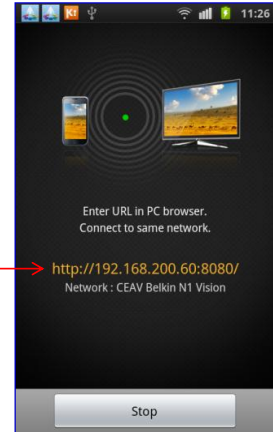 11:26
Enter URL in PC browser.
Connect to same network.
http://192.168.200.60:8080/
Network : CEAV Belkin N1 Vision
Stop